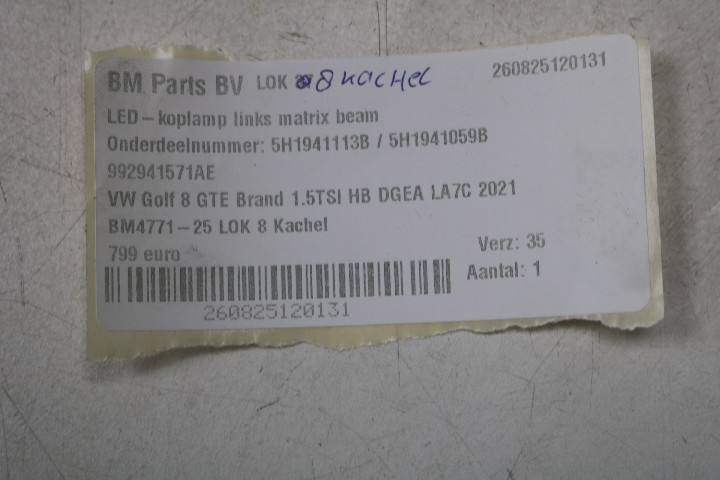 BM Parts BV LOK 8 Kachel 260825120131
LED-koplamp links matrix beam
Onderdeelnummer: 5H1941113B / 5H1941059B
992941571AE
VW Golf 8 GTE Brand 1.5TSI HB DGEA LA7C 2021
BM4771-25 LOK 8 Kachel
799 euro Verz: 35
Aantal: 1
260825120131